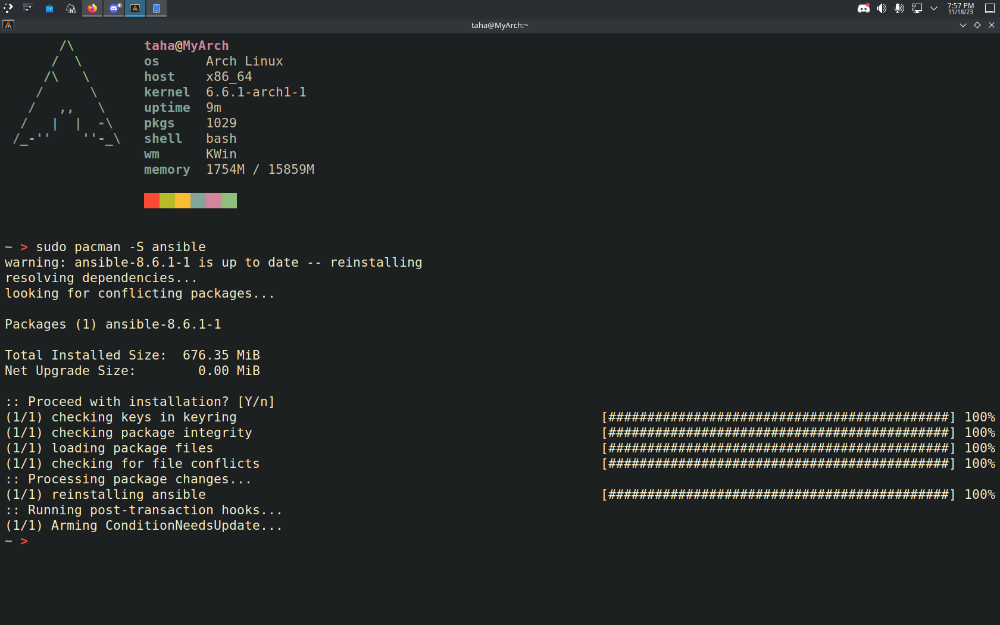 7:57 PM
11/18/23
taha@MyArch:~
taha@MyArch
os Arch Linux
host x86_64
kernel 6.6.1-arch1-1
uptime 9m
pkgs 1029
shell bash
wm KWin
memory 1754M / 15859M
~ > sudo pacman -S ansible
warning: ansible-8.6.1-1 is up to date -- reinstalling
resolving dependencies...
looking for conflicting packages...
Packages (1) ansible-8.6.1-1
Total Installed Size:  676.35 MiB
Net Upgrade Size:        0.00 MiB
:: Proceed with installation? [Y/n]
(1/1) checking keys in keyring [############################################] 100%
(1/1) checking package integrity [############################################] 100%
(1/1) loading package files [############################################] 100%
(1/1) checking for file conflicts [############################################] 100%
:: Processing package changes...
(1/1) reinstalling ansible [############################################] 100%
:: Running post-transaction hooks...
(1/1) Arming ConditionNeedsUpdate...
~ >